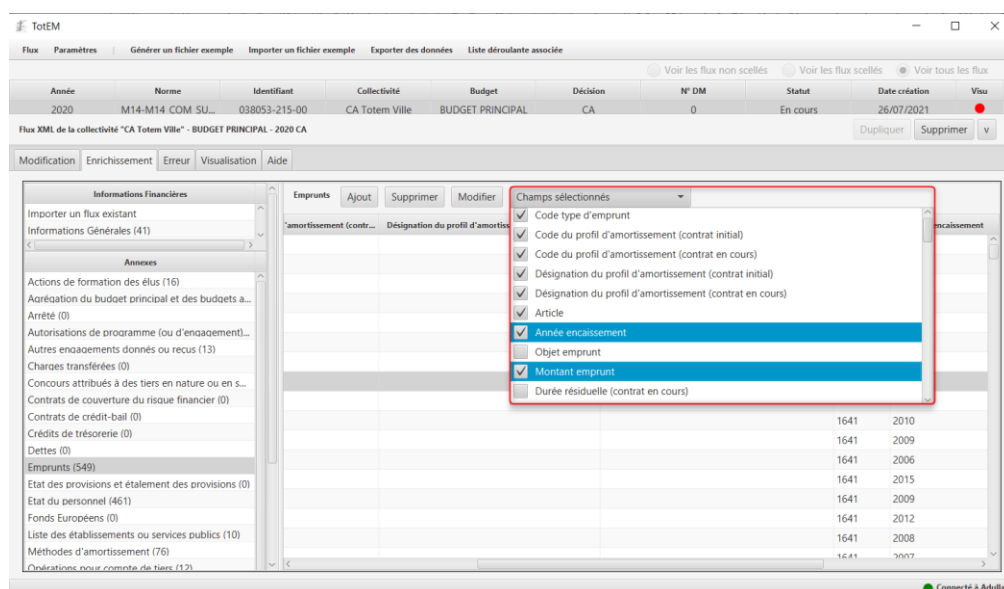 TotEM
Flux Paramètres | Générer un fichier exemple Importer un fichier exemple Exporter des données Liste déroulante associée
Voir les flux non scellés Voir les flux scellés Voir tous les flux
Année Norme Identifiant Collectivité Budget Décision N° DM Statut Date création Visu
2020 M14-M14 COM SU... 038053-215-00 CA Totem Ville BUDGET PRINCIPAL CA 0 En cours 26/07/2021
Flux XML de la collectivité "CA Totem Ville" - BUDGET PRINCIPAL - 2020 CA
Dupliquer Supprimer v
Modification Enrichissement Erreur Visualisation Aide
Informations Financières
Importer un flux existant
Informations Générales (41)
Annexes
Actions de formation des élus (16)
Agrégation du budget principal et des budgets a...
Arrêté (0)
Autorisations de programme (ou d'engagement)...
Autres engagements donnés ou reçus (13)
Charges transférées (0)
Concours attribués à des tiers en nature ou en s...
Contrats de couverture du risque financier (0)
Contrats de crédit-bail (0)
Crédits de trésorerie (0)
Dettes (0)
Emprunts (549)
Etat des provisions et étalement des provisions (0)
Etat du personnel (461)
Fonds Européens (0)
Liste des établissements ou services publics (10)
Méthodes d'amortissement (76)
Opérations pour compte de tiers (12)
Emprunts Ajout Supprimer Modifier Champs sélectionnés
'amortissement (contr... Désignation du profil d'amortiss encaissement
Code type d'emprunt
Code du profil d'amortissement (contrat initial)
Code du profil d'amortissement (contrat en cours)
Désignation du profil d'amortissement (contrat initial)
Désignation du profil d'amortissement (contrat en cours)
Article
Année encaissement
Objet emprunt
Montant emprunt
Durée résiduelle (contrat en cours)
1641 2010
1641 2009
1641 2006
1641 2015
1641 2009
1641 2012
1641 2008
1641 2007
Connecté à Adulla